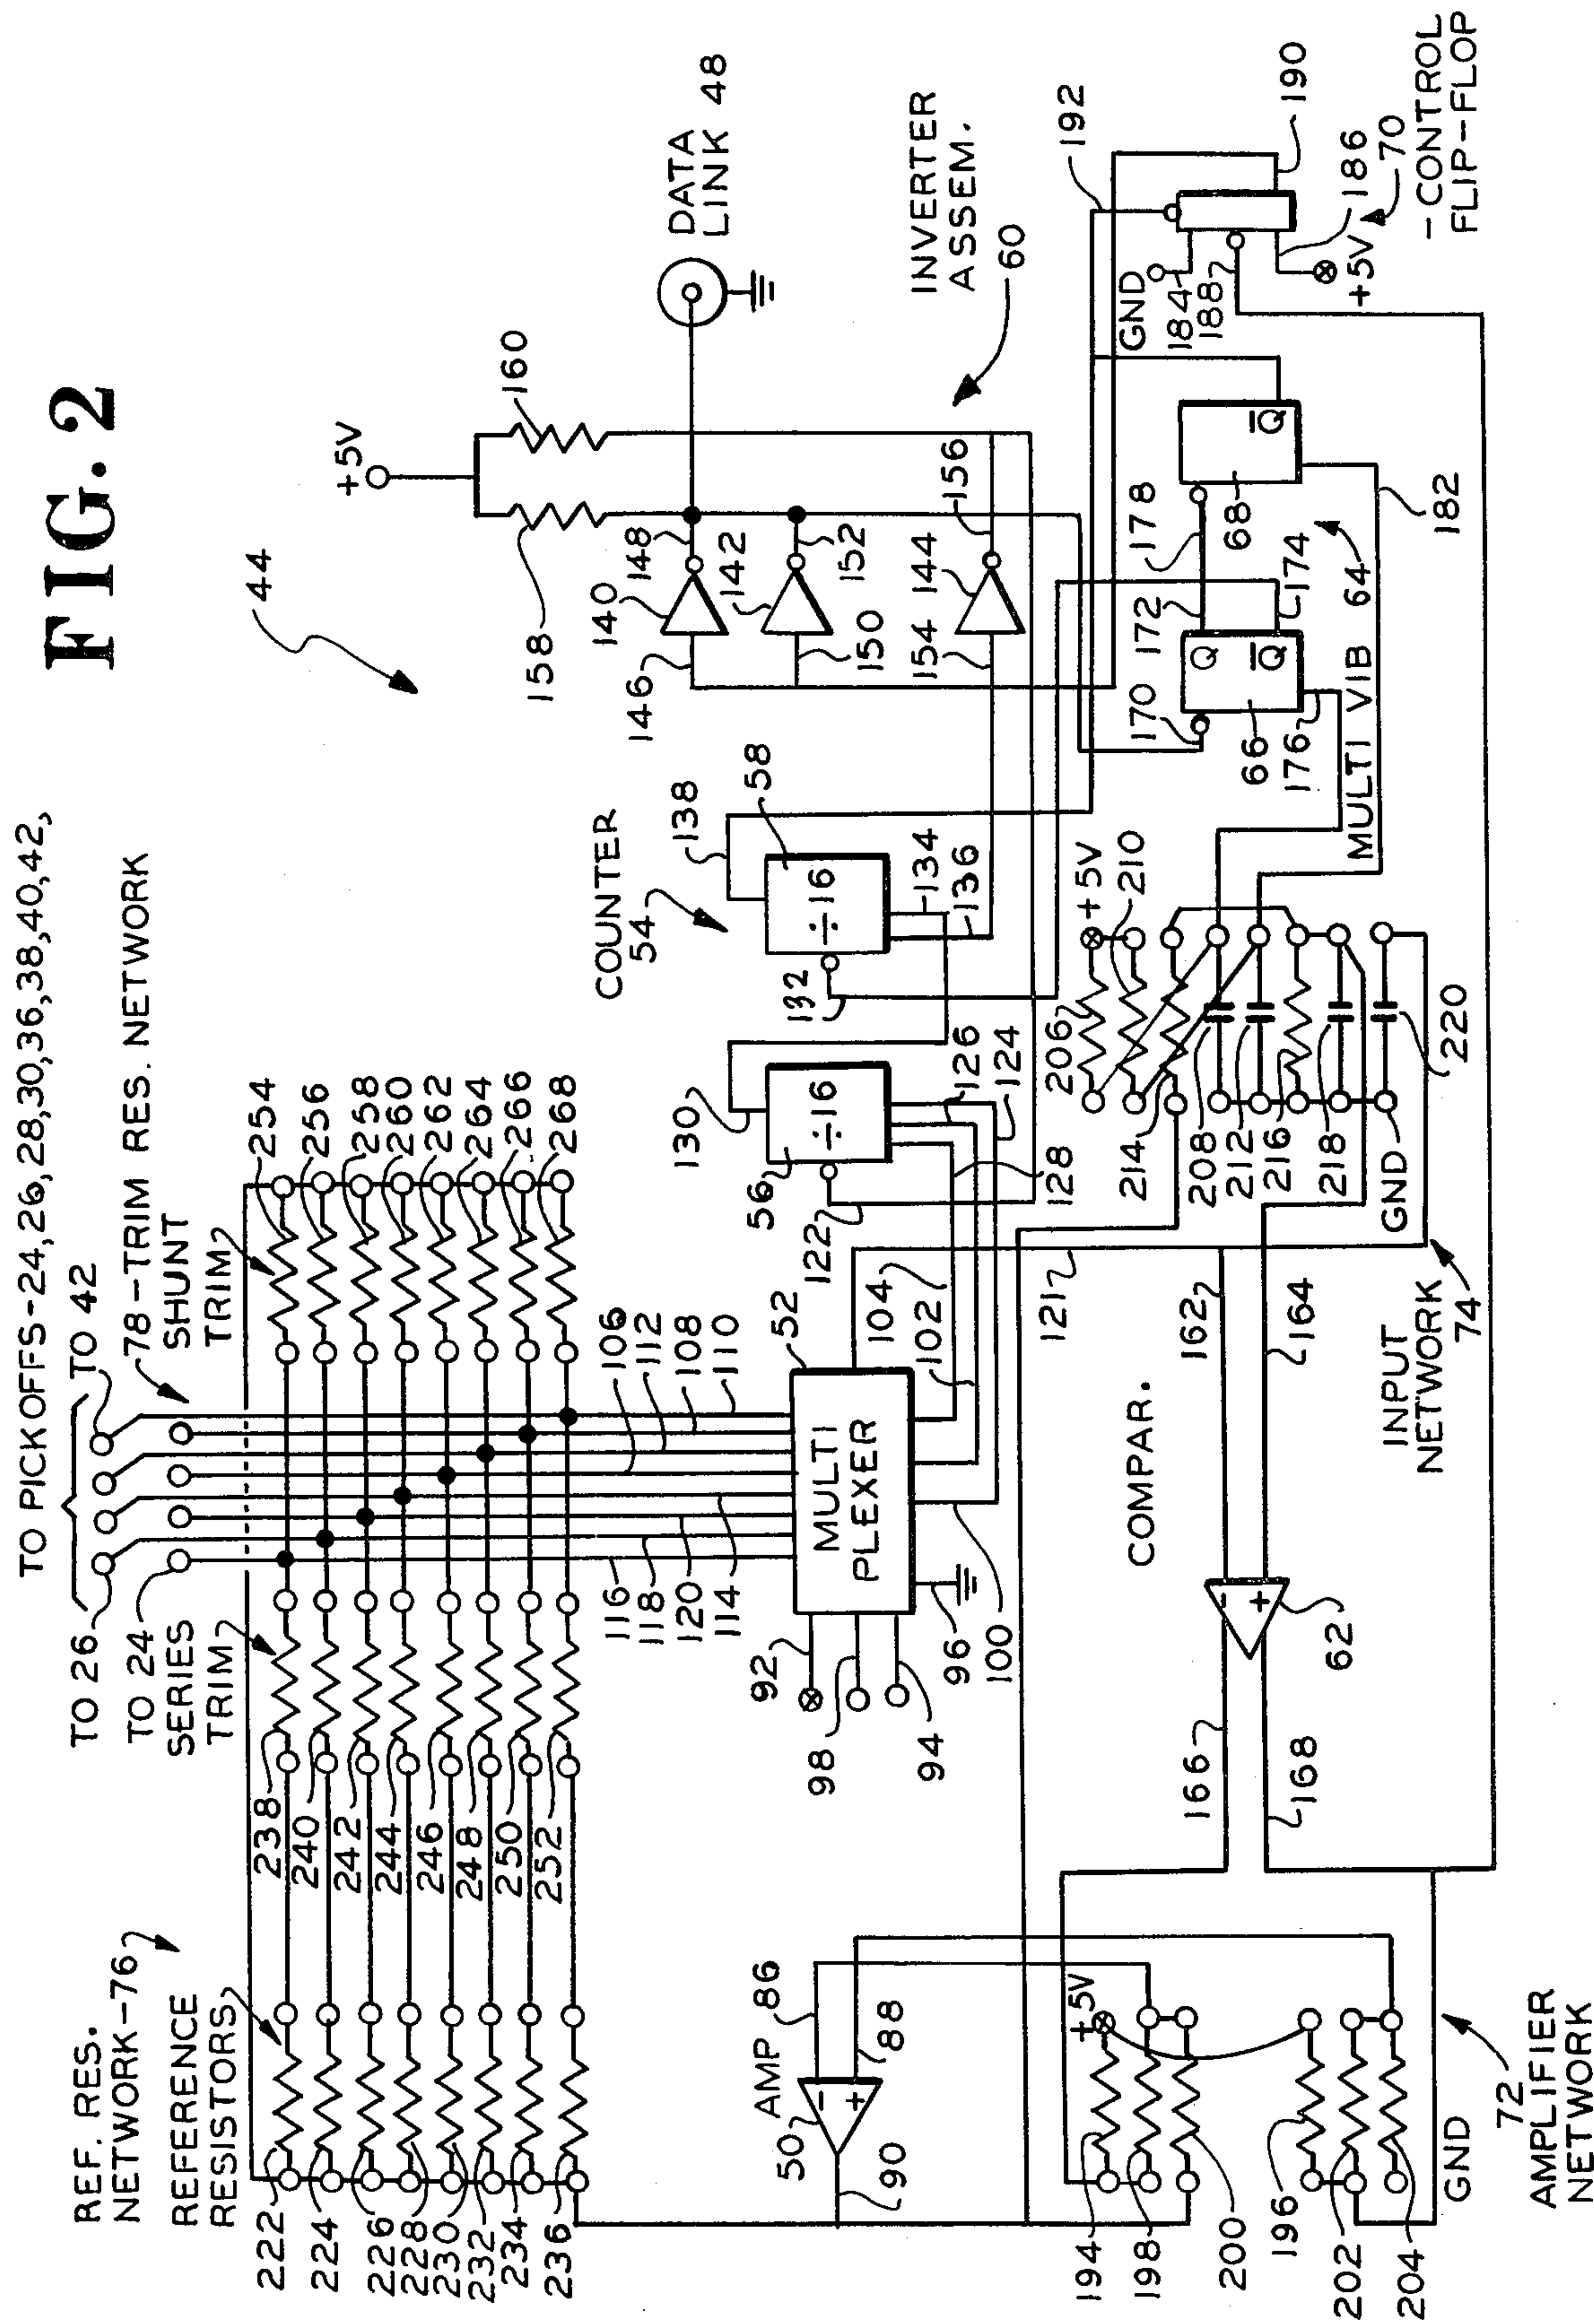 FIG. 2
44
TO PICK OFFS-24,26,28,30,36,38,40,42,
TO 42
78-TRIM RES. NETWORK
SHUNT
TRIM
TO 26
TO 24
SERIES
TRIM
REF. RES.
NETWORK-76
REFERENCE
RESISTORS
222
224
226
228
230
232
234
236
238
240
242
244
246
248
250
252
254
256
258
260
262
264
266
268
116
118
120
114
106
112
108
110
52
MULTI
PLEXER
92
98
94
96
100
104
102
121
122
56
÷16
130
126
124
128
COUNTER
54
58
÷16
132
134
136
138
+5V
158
160
140
146
148
142
150
152
154
144
156
DATA
LINK 48
INVERTER
ASSEM.
60
192
190
GND
184
188
186
+5V
70
-CONTROL
FLIP-FLOP
170
Q
Q̅
66
172
174
176
178
68
Q̅
64
182
MULTI VIB
+5V
206
210
214
208
212
216
218
220
GND
INPUT
NETWORK
74
COMPAR.
162
164
-
+
62
166
168
AMP
86
88
50
-
+
90
+5V
194
198
200
196
202
204
GND
72
AMPLIFIER
NETWORK